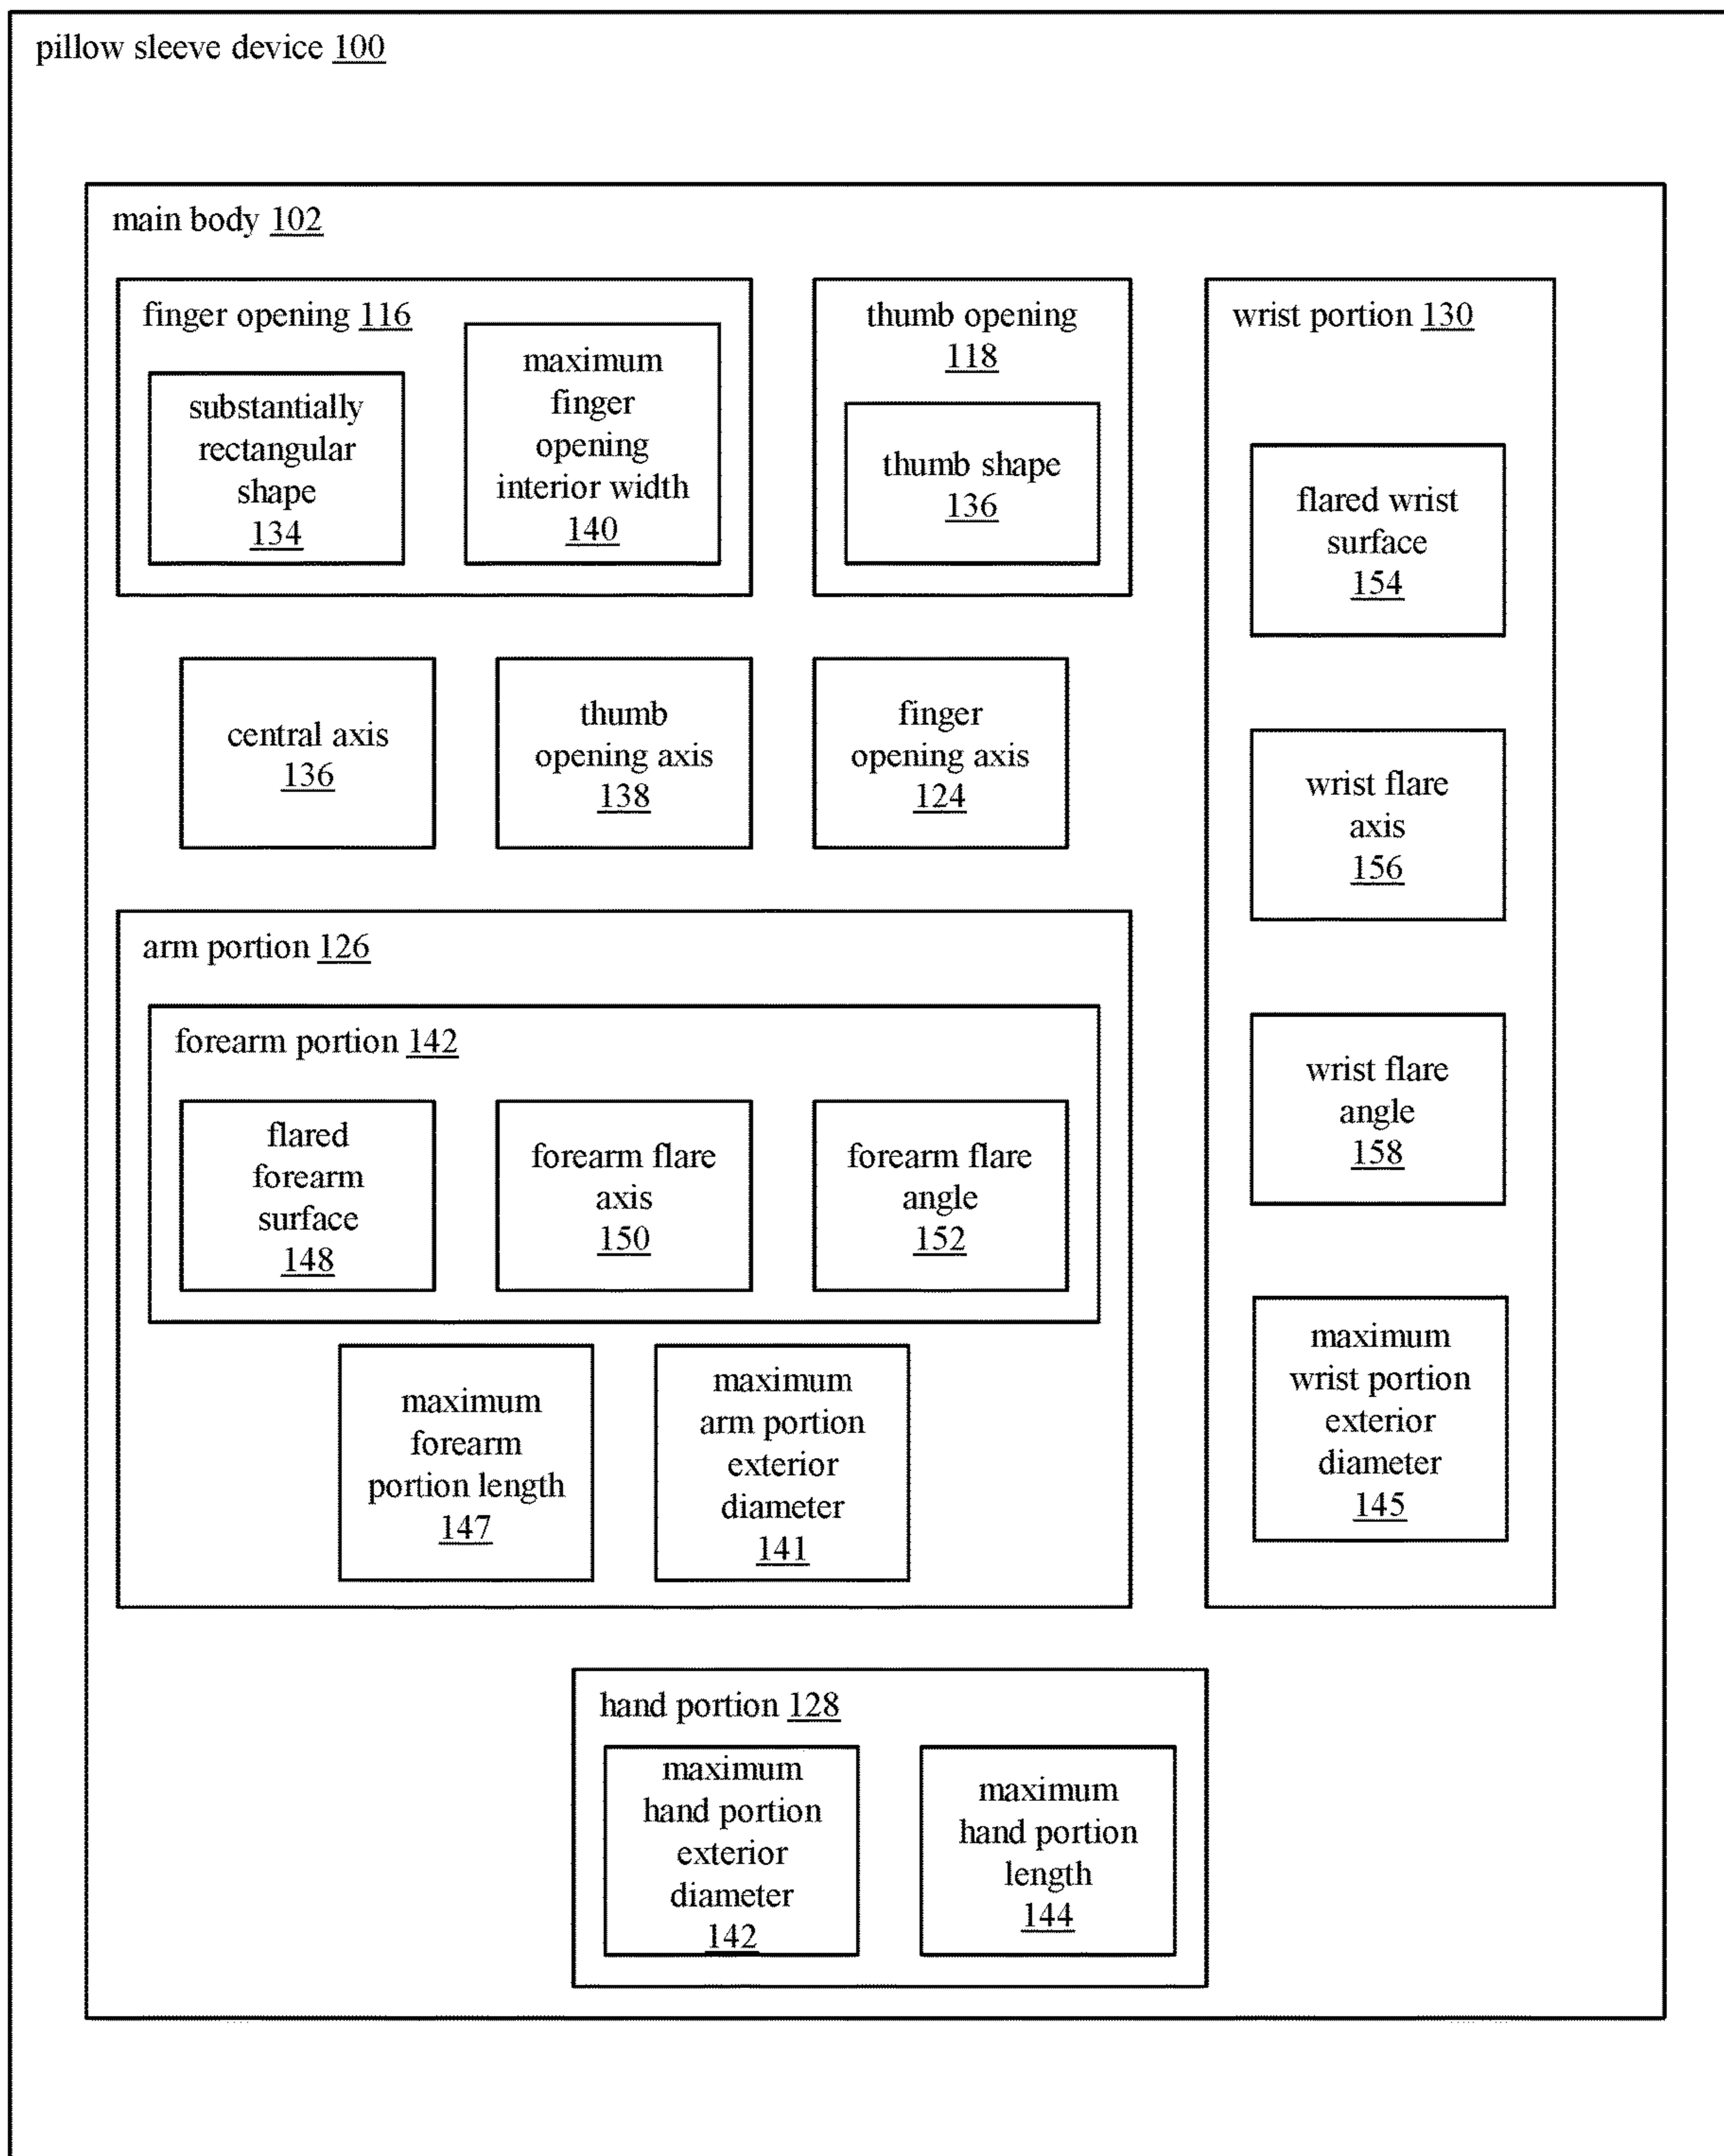 pillow sleeve device 100
main body 102
finger opening 116
substantially
rectangular
shape
134
maximum
finger
opening
interior width
140
thumb opening
118
thumb shape
136
wrist portion 130
flared wrist
surface
154
wrist flare
axis
156
wrist flare
angle
158
maximum
wrist portion
exterior
diameter
145
central axis
136
thumb
opening axis
138
finger
opening axis
124
arm portion 126
forearm portion 142
flared
forearm
surface
148
forearm flare
axis
150
forearm flare
angle
152
maximum
forearm
portion length
147
maximum
arm portion
exterior
diameter
141
hand portion 128
maximum
hand portion
exterior
diameter
142
maximum
hand portion
length
144